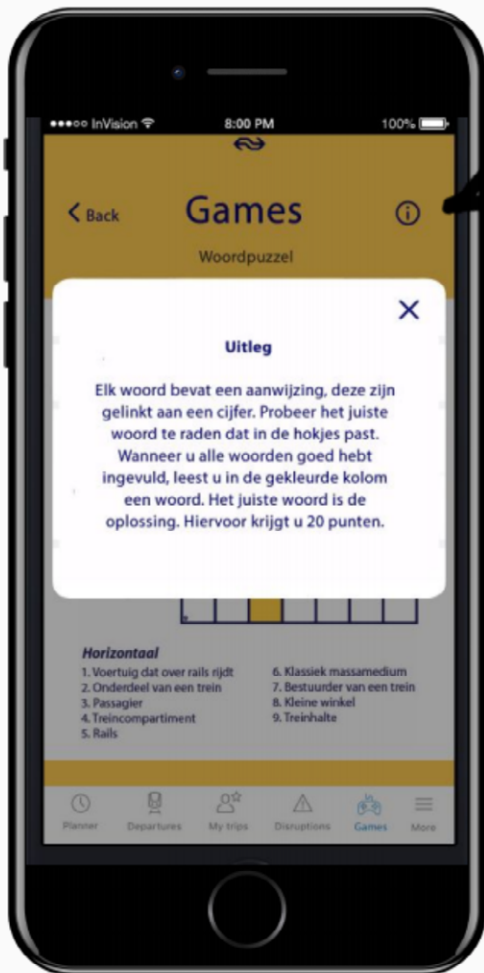 InVision
8:00 PM
100%
Back
Games
Woordpuzzel
Uitleg
Elk woord bevat een aanwijzing, deze zijn
gelinkt aan een cijfer. Probeer het juiste
woord te raden dat in de hokjes past.
Wanneer u alle woorden goed hebt
ingevuld, leest u in de gekleurde kolom
een woord. Het juiste woord is de
oplossing. Hiervoor krijgt u 20 punten.
Horizontaal
1. Voertuig dat over rails rijdt
2. Onderdeel van een trein
3. Passagier
4. Treincompartiment
5. Rails
6. Klassiek massamedium
7. Bestuurder van een trein
8. Kleine winkel
9. Treinhalte
Planner
Departures
My trips
Disruptions
Games
More